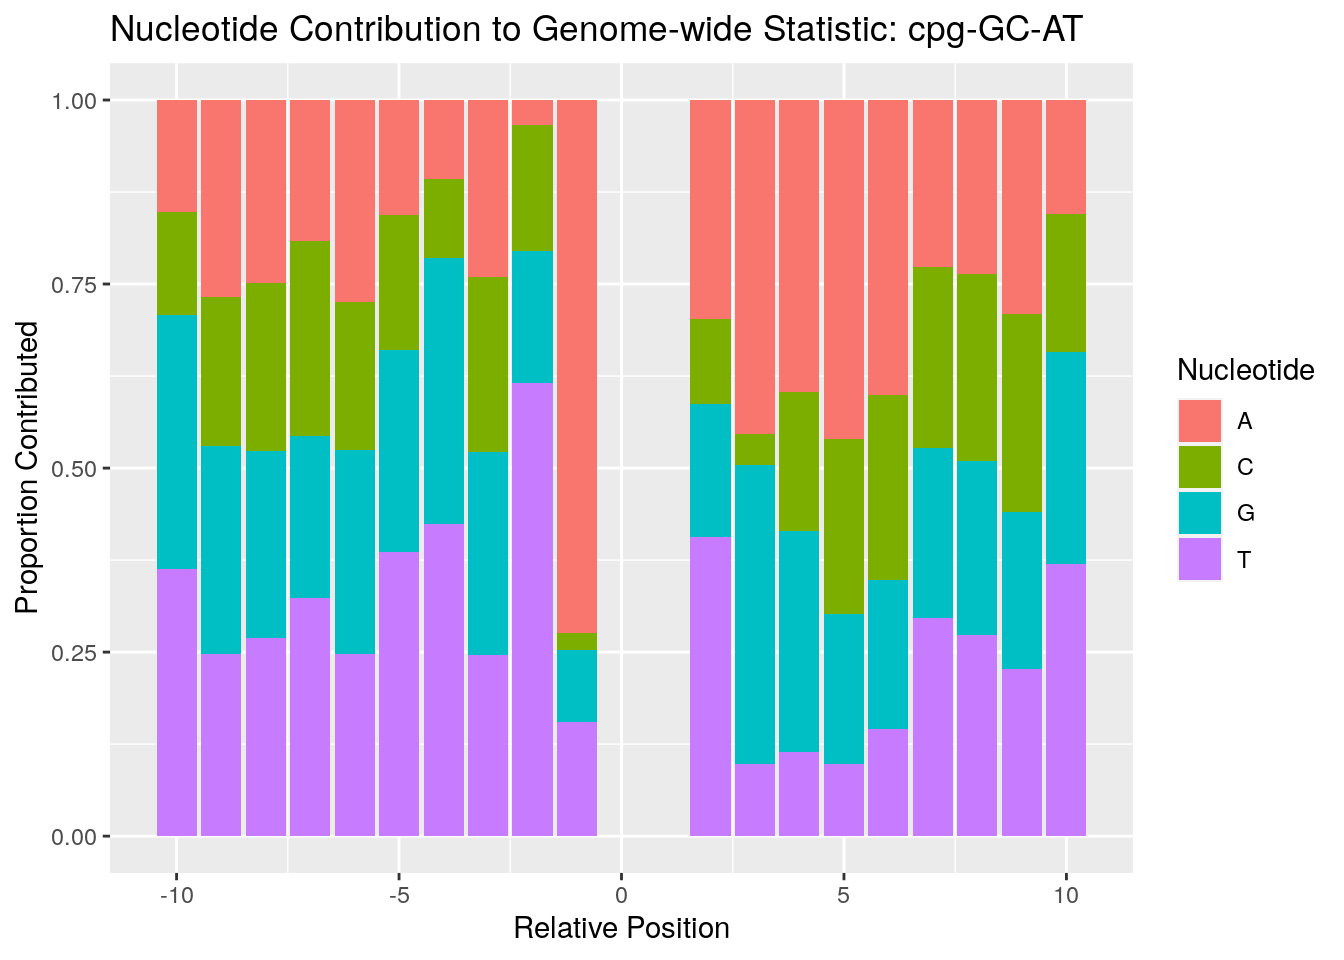 Nucleotide Contribution to Genome-wide Statistic: cpg-GC-AT
Proportion Contributed
1.00
0.75
0.50
0.25
0.00
-10
-5
0
5
10
Relative Position
Nucleotide
A
C
G
T